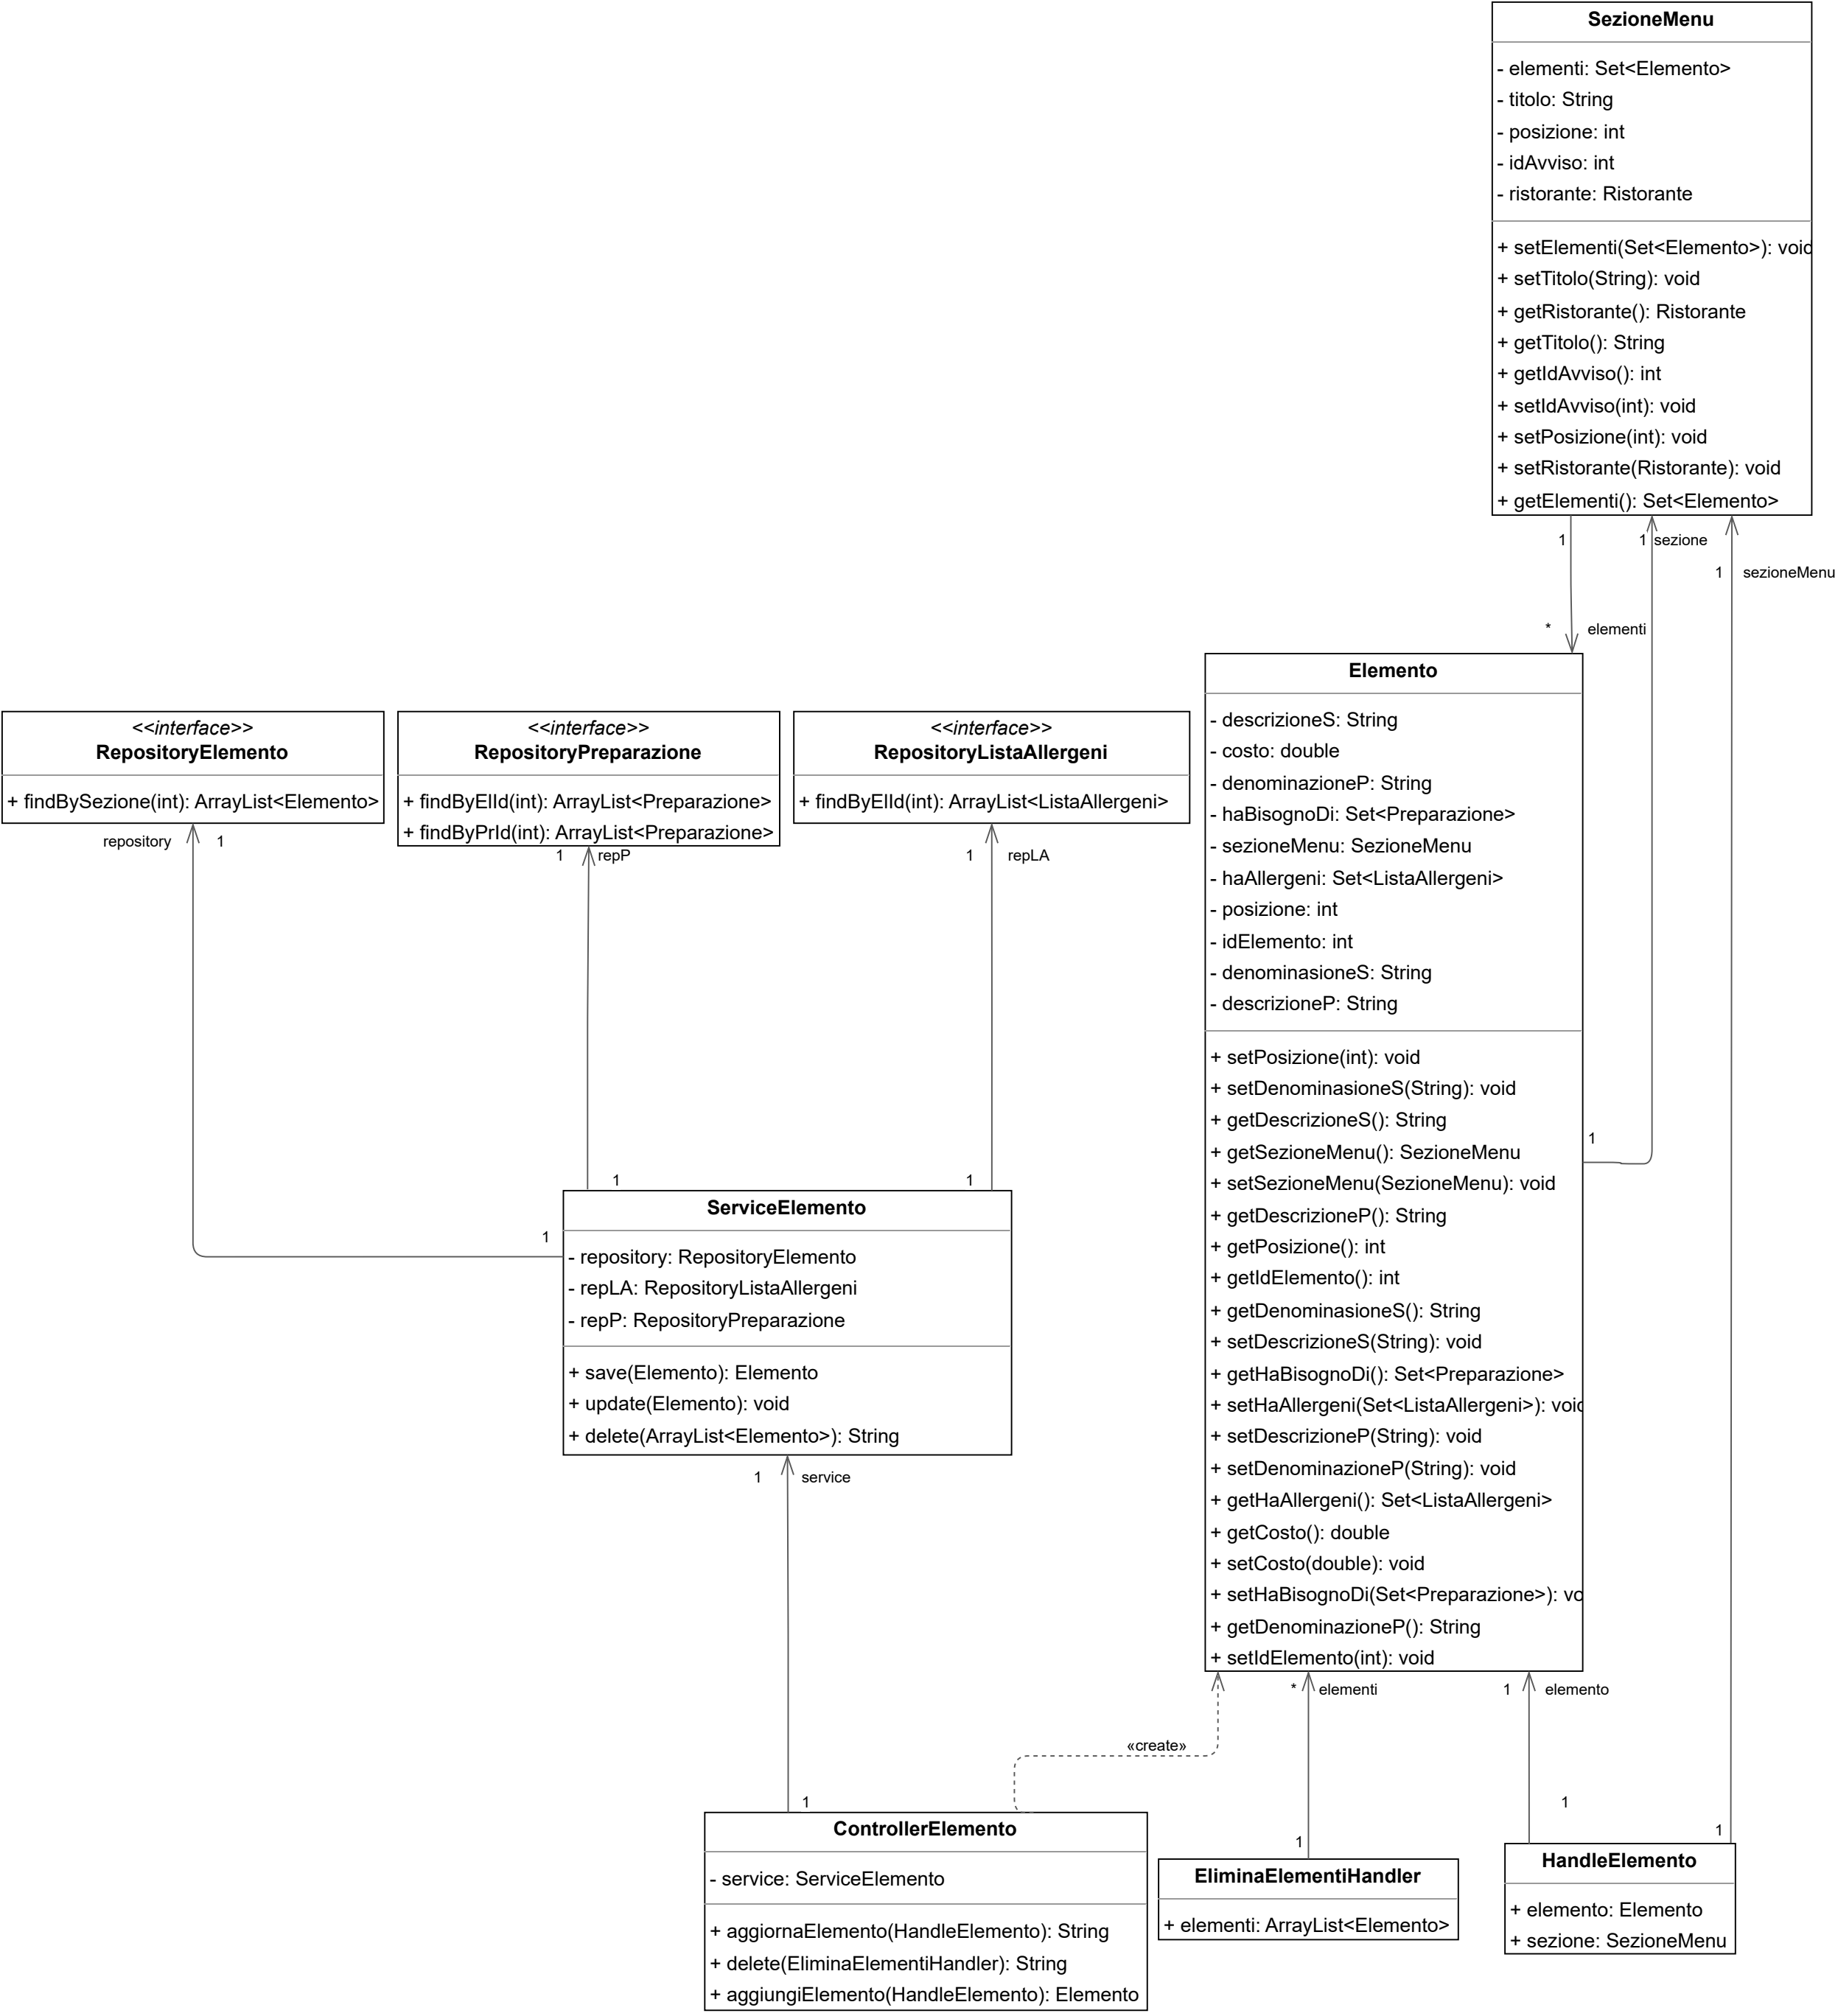 SezioneMenu
- elementi: Set<Elemento>
- titolo: String
- posizione: int
- idAvviso: int
- ristorante: Ristorante
+ setElementi(Set<Elemento>): void
+ setTitolo(String): void
+ getRistorante(): Ristorante
+ getTitolo(): String
+ getIdAvviso(): int
+ setIdAvviso(int): void
+ setPosizione(int): void
+ setRistorante(Ristorante): void
+ getElementi(): Set<Elemento>
1
1 sezione
1 sezioneMenu
* elementi
<<interface>>
RepositoryElemento
+ findBySezione(int): ArrayList<Elemento>
repository 1
<<interface>>
RepositoryPreparazione
+ findByElId(int): ArrayList<Preparazione>
+ findByPrId(int): ArrayList<Preparazione>
1 repP
<<interface>>
RepositoryListaAllergeni
+ findByElId(int): ArrayList<ListaAllergeni>
1 repLA
Elemento
- descrizioneS: String
- costo: double
- denominazioneP: String
- haBisognoDi: Set<Preparazione>
- sezioneMenu: SezioneMenu
- haAllergeni: Set<ListaAllergeni>
- posizione: int
- idElemento: int
- denominasioneS: String
- descrizioneP: String
+ setPosizione(int): void
+ setDenominasioneS(String): void
+ getDescrizioneS(): String
+ getSezioneMenu(): SezioneMenu
+ setSezioneMenu(SezioneMenu): void
+ getDescrizioneP(): String
+ getPosizione(): int
+ getIdElemento(): int
+ getDenominasioneS(): String
+ setDescrizioneS(String): void
+ getHaBisognoDi(): Set<Preparazione>
+ setHaAllergeni(Set<ListaAllergeni>): void
+ setDescrizioneP(String): void
+ setDenominazioneP(String): void
+ getHaAllergeni(): Set<ListaAllergeni>
+ getCosto(): double
+ setCosto(double): void
+ setHaBisognoDi(Set<Preparazione>): vo
+ getDenominazioneP(): String
+ setIdElemento(int): void
1
1
1
1
ServiceElemento
- repository: RepositoryElemento
- repLA: RepositoryListaAllergeni
- repP: RepositoryPreparazione
+ save(Elemento): Elemento
+ update(Elemento): void
+ delete(ArrayList<Elemento>): String
1 service
* elementi
1 elemento
«create»
1
1
1
1
ControllerElemento
- service: ServiceElemento
+ aggiornaElemento(HandleElemento): String
+ delete(EliminaElementiHandler): String
+ aggiungiElemento(HandleElemento): Elemento
EliminaElementiHandler
+ elementi: ArrayList<Elemento>
HandleElemento
+ elemento: Elemento
+ sezione: SezioneMenu